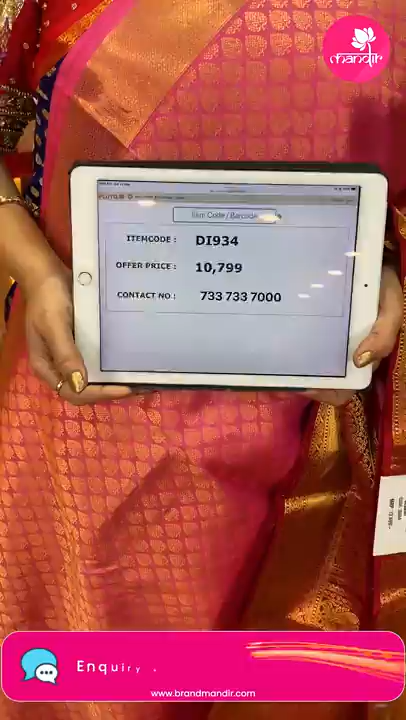 mandir
Item Code / Barcode
ITEMCODE : DI934
OFFER PRICE : 10,799
CONTACT NO : 733 733 7000
Enquiry .
www.brandmandir.com